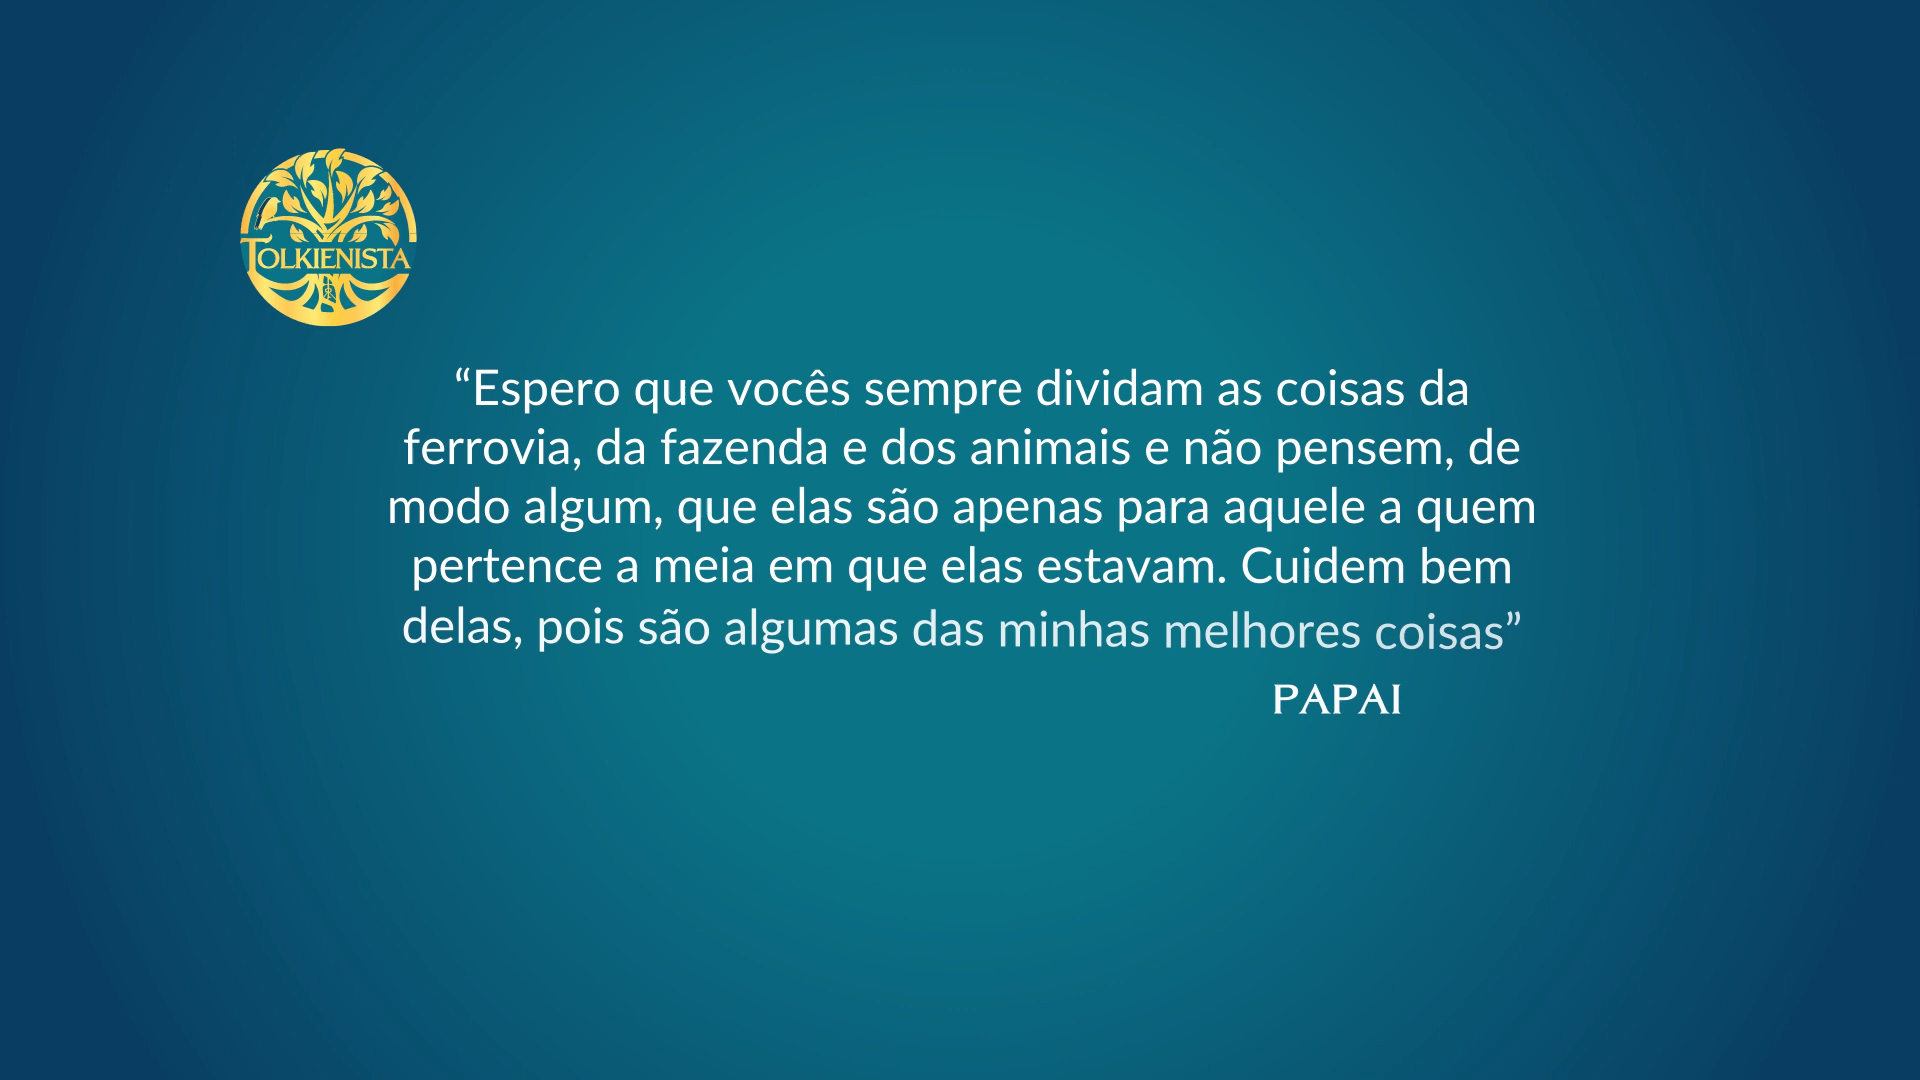 TOLKIENISTA
“Espero que vocês sempre dividam as coisas da
ferrovia, da fazenda e dos animais e não pensem, de
modo algum, que elas são apenas para aquele a quem
pertence a meia em que elas estavam. Cuidem bem
delas, pois são algumas das minhas melhores coisas”
PAPAI